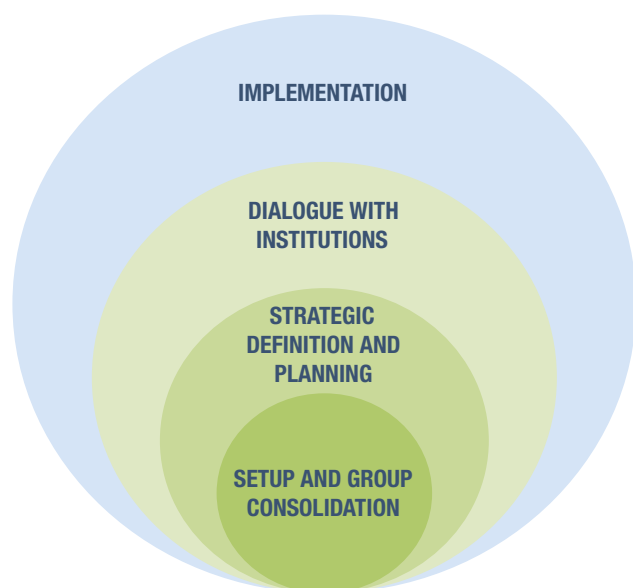 IMPLEMENTATION
DIALOGUE WITH
INSTITUTIONS
STRATEGIC
DEFINITION AND
PLANNING
SETUP AND GROUP
CONSOLIDATION